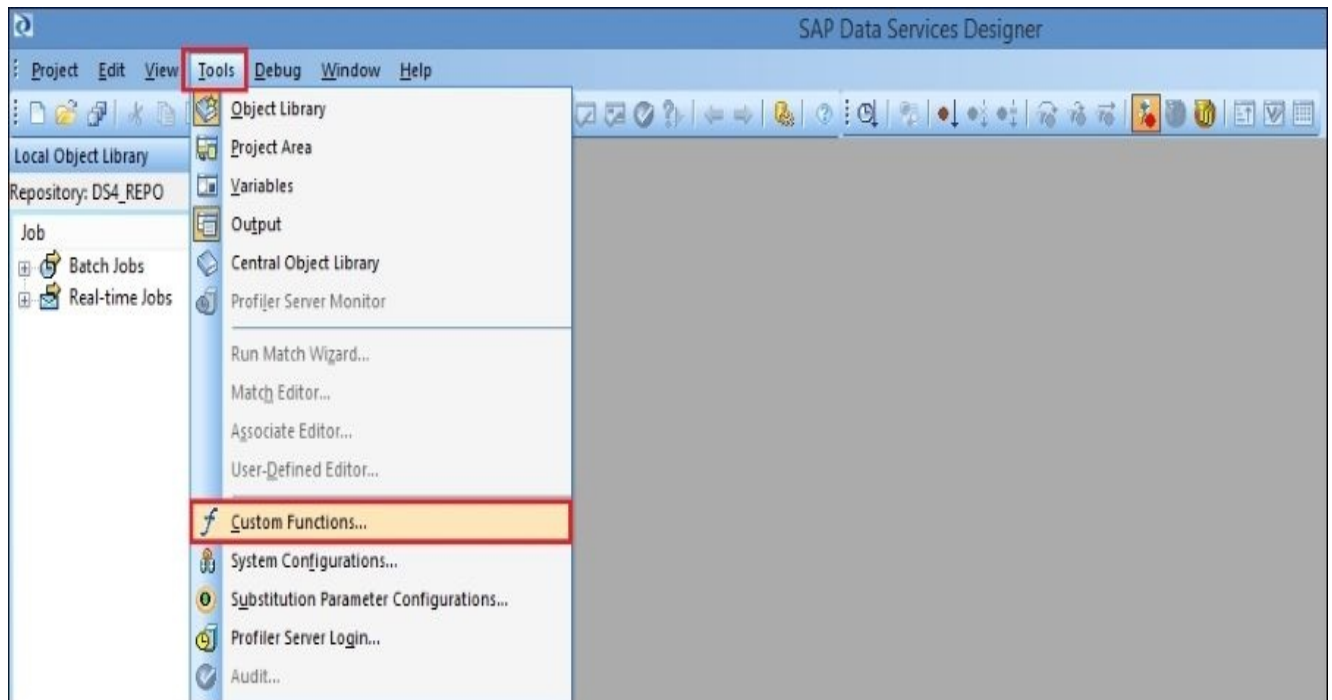 SAP Data Services Designer
Project Edit View Tools Debug Window Help
Local Object Library
Repository: DS4_REPO
Job
Batch Jobs
Real-time Jobs
Object Library
Project Area
Variables
Output
Central Object Library
Profiler Server Monitor
Run Match Wizard...
Match Editor...
Associate Editor...
User-Defined Editor...
Custom Functions...
System Configurations...
Substitution Parameter Configurations...
Profiler Server Login...
Audit...